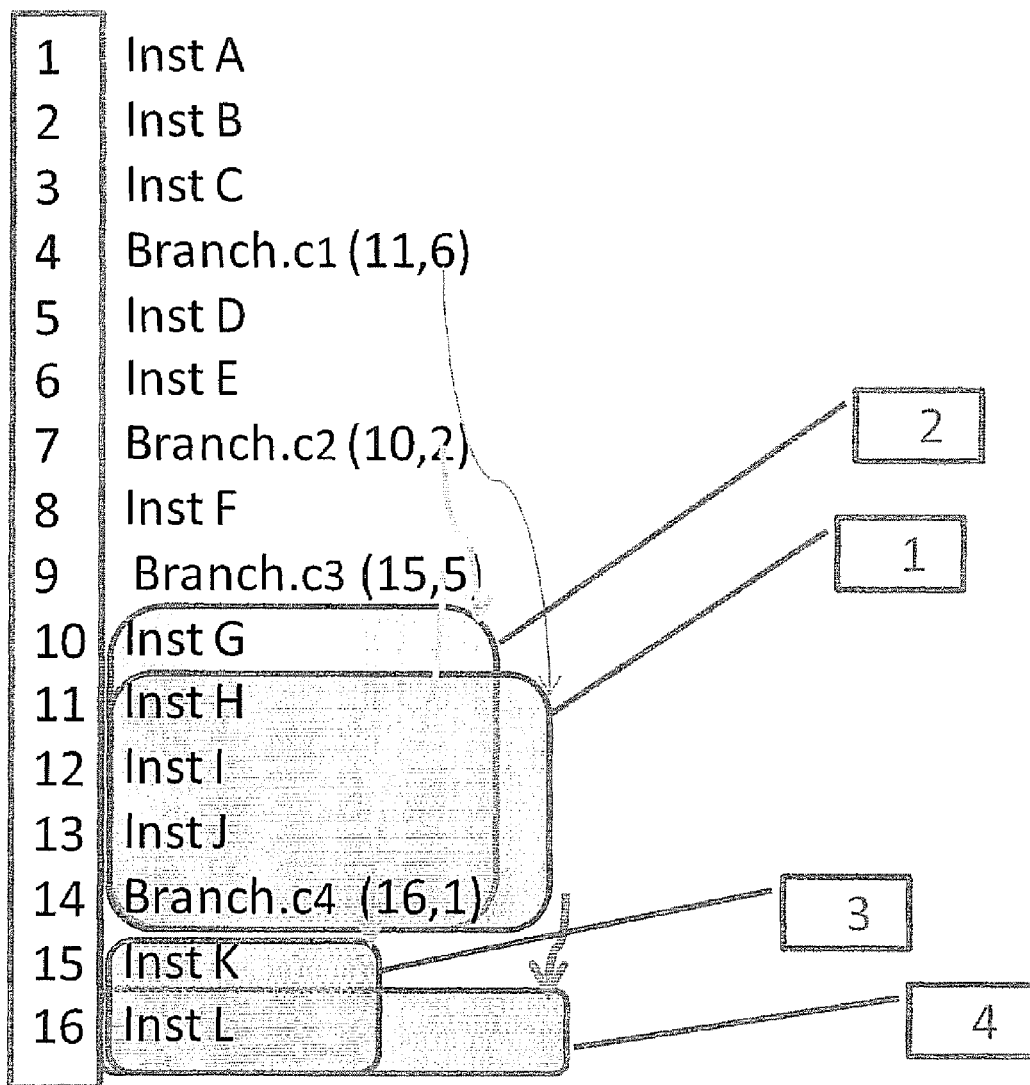 1 Inst A
2 Inst B
3 Inst C
4 Branch.c1 (11,6)
5 Inst D
6 Inst E
7 Branch.c2 (10,2)
8 Inst F
9 Branch.c3 (15,5)
10 Inst G
11 Inst H
12 Inst I
13 Inst J
14 Branch.c4 (16,1)
15 Inst K
16 Inst L
2
1
3
4